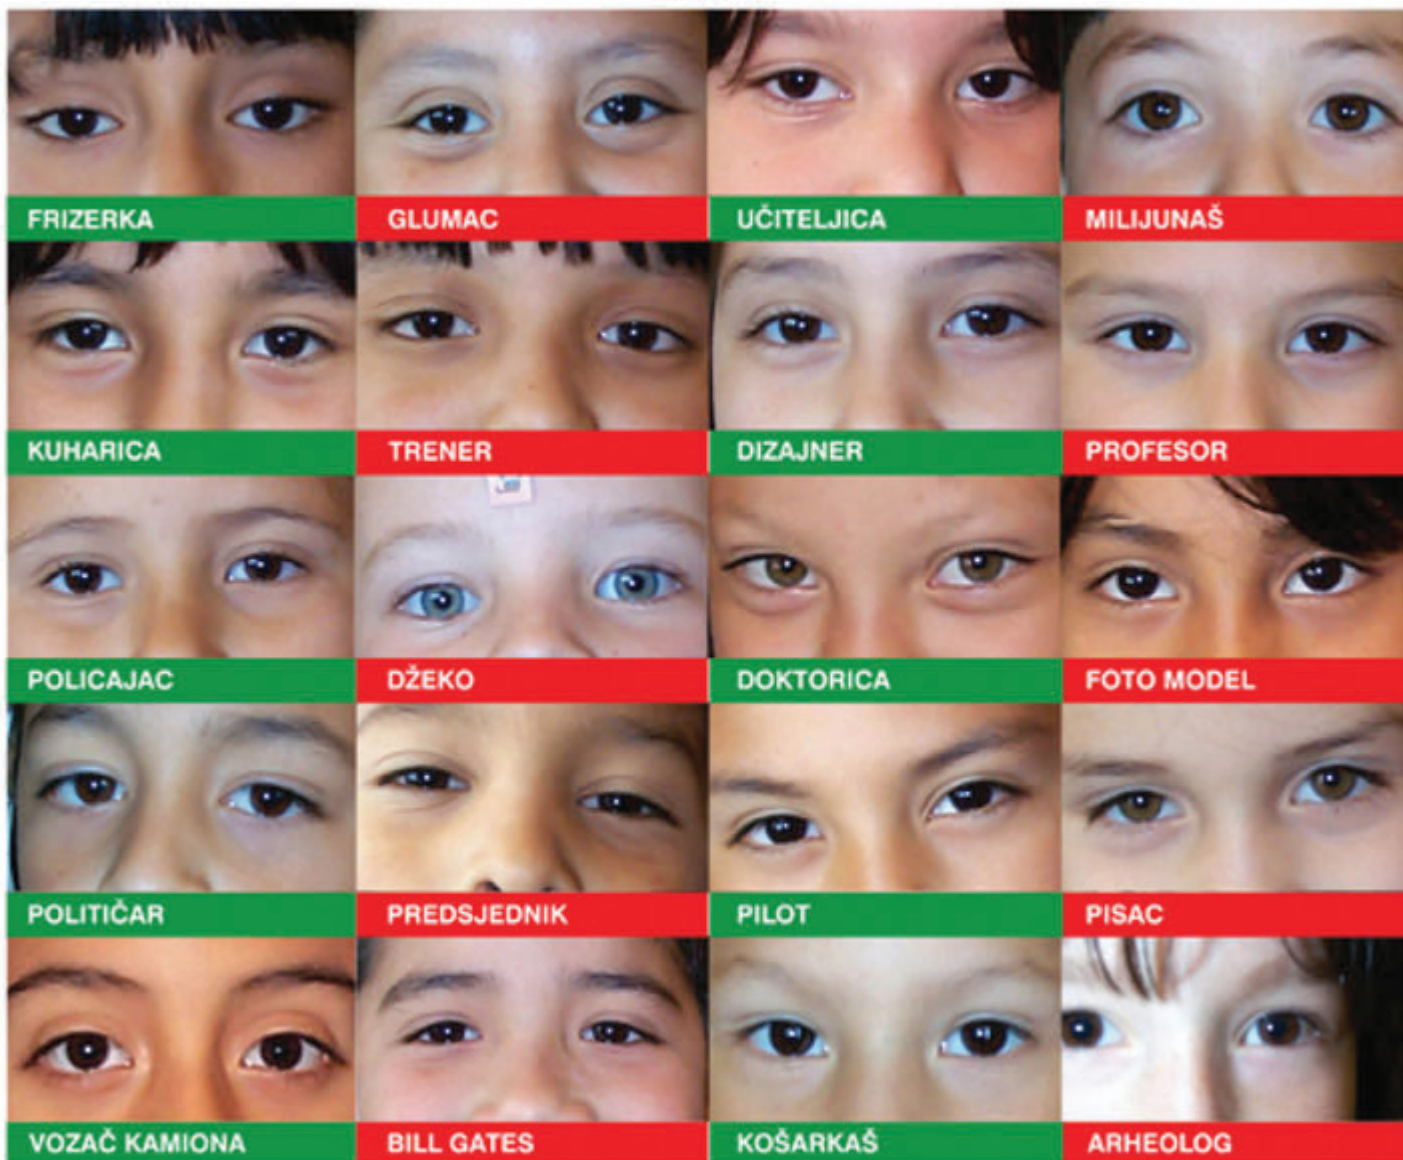 FRIZERKA
GLUMAC
UČITELJICA
MILIJUNAŠ
KUHARICA
TRENER
DIZAJNER
PROFESOR
POLICAJAC
DŽEKO
DOKTORICA
FOTO MODEL
POLITIČAR
PREDSJEDNIK
PILOT
PISAC
VOZAČ KAMIONA
BILL GATES
KOŠARKAŠ
ARHEOLOG